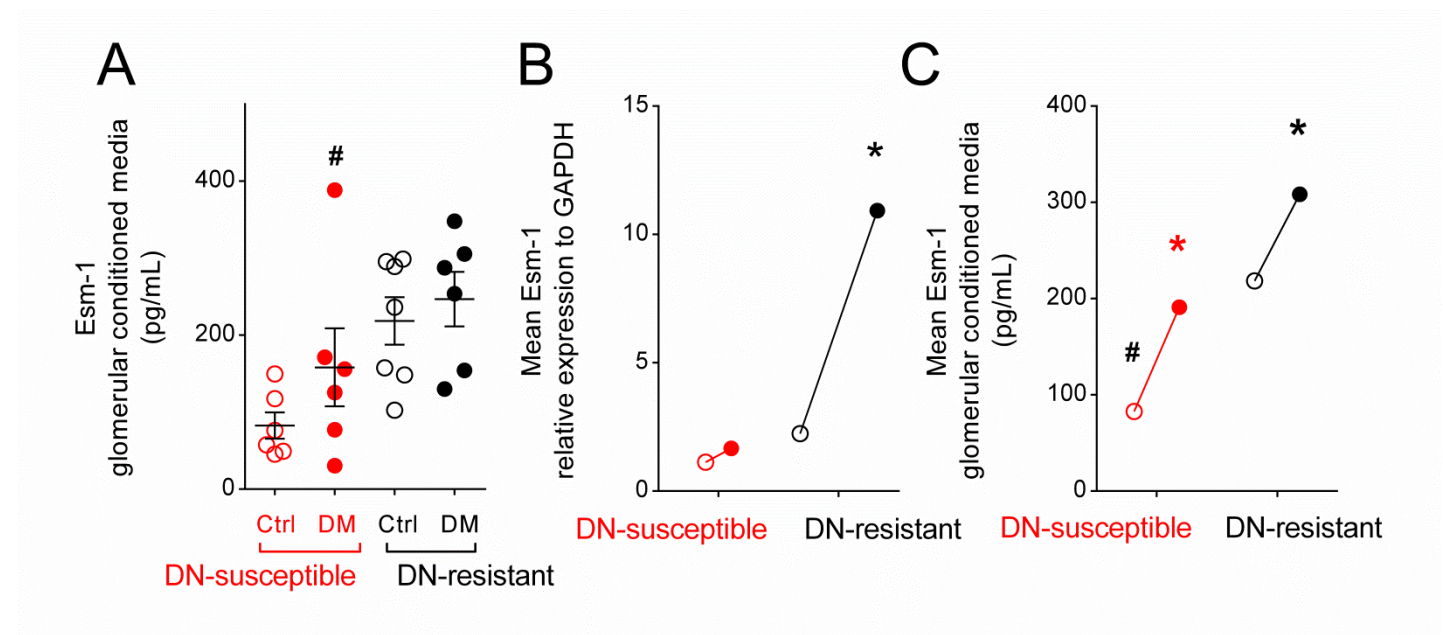 A
Esm-1
glomerular conditioned media
(pg/mL)
400
200
0
#
Ctrl DM Ctrl DM
DN-susceptible DN-resistant
B
Mean Esm-1
relative expression to GAPDH
15
10
5
0
*
DN-susceptible DN-resistant
C
Mean Esm-1
glomerular conditioned media
(pg/mL)
400
300
200
100
0
#
*
*
DN-susceptible DN-resistant